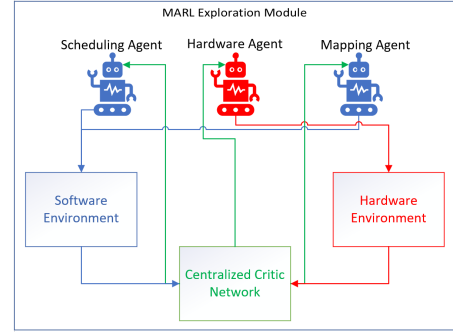 MARL Exploration Module
Scheduling Agent
Hardware Agent
Mapping Agent
Software
Environment
Hardware
Environment
Centralized Critic
Network